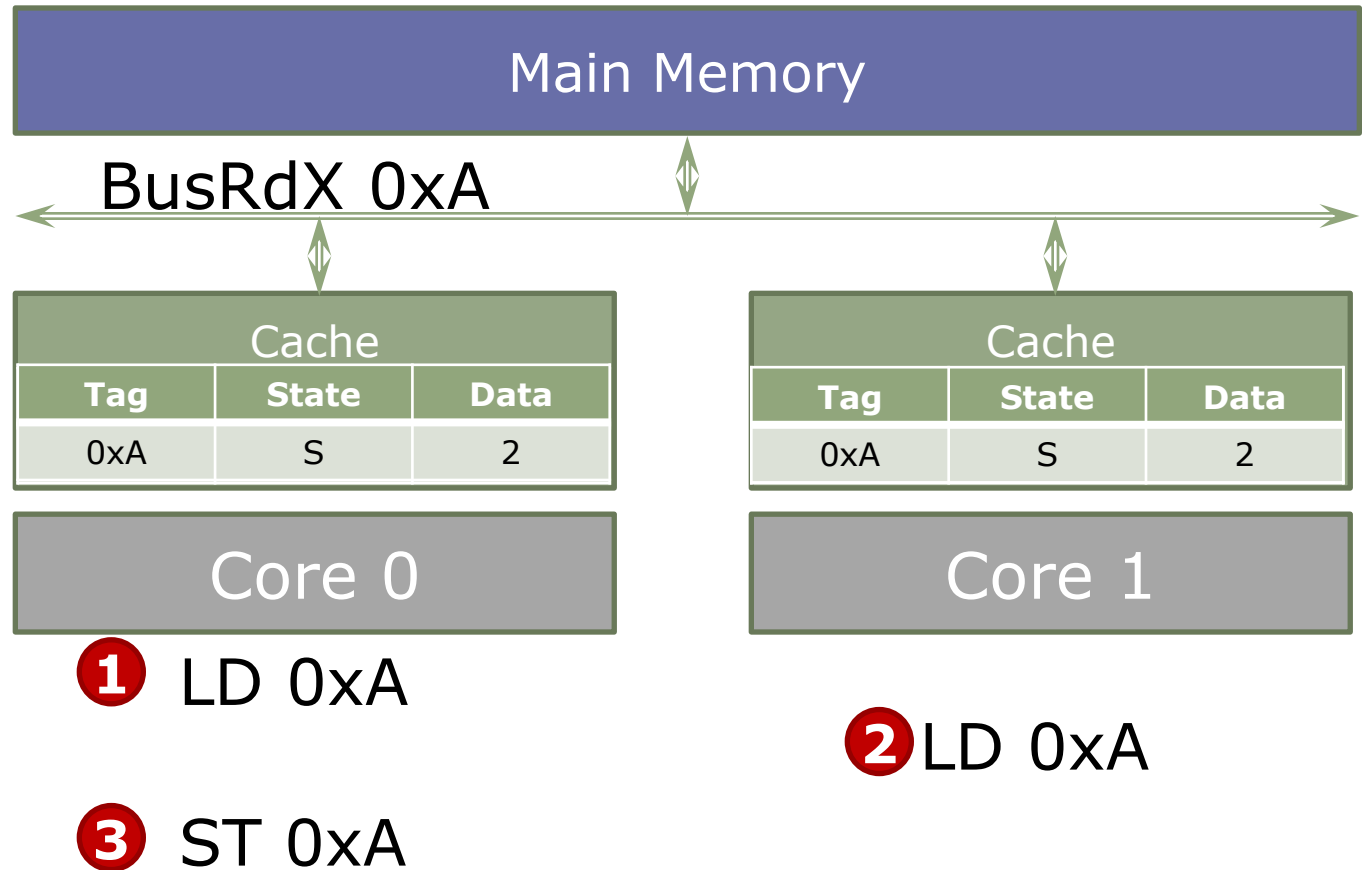 Main Memory
BusRdX 0xA
Cache
Tag State Data
0xA S 2
Cache
Tag State Data
0xA S 2
Core 0
Core 1
1 LD 0xA
2 LD 0xA
3 ST 0xA